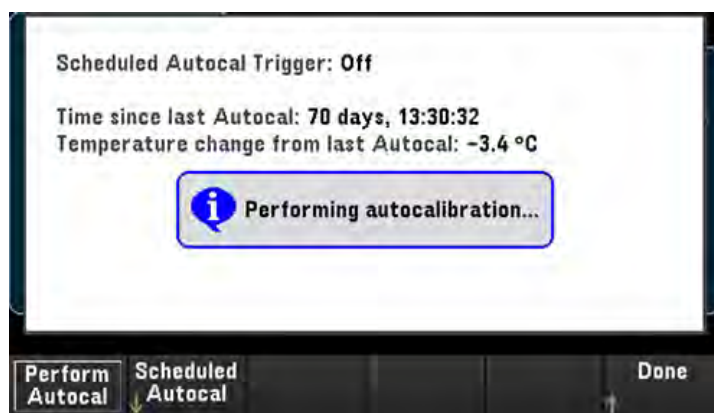 Scheduled Autocal Trigger: Off
Time since last Autocal: 70 days, 13:30:32
Temperature change from last Autocal: -3.4 °C
Performing autocalibration...
Perform Autocal
Scheduled Autocal
Done